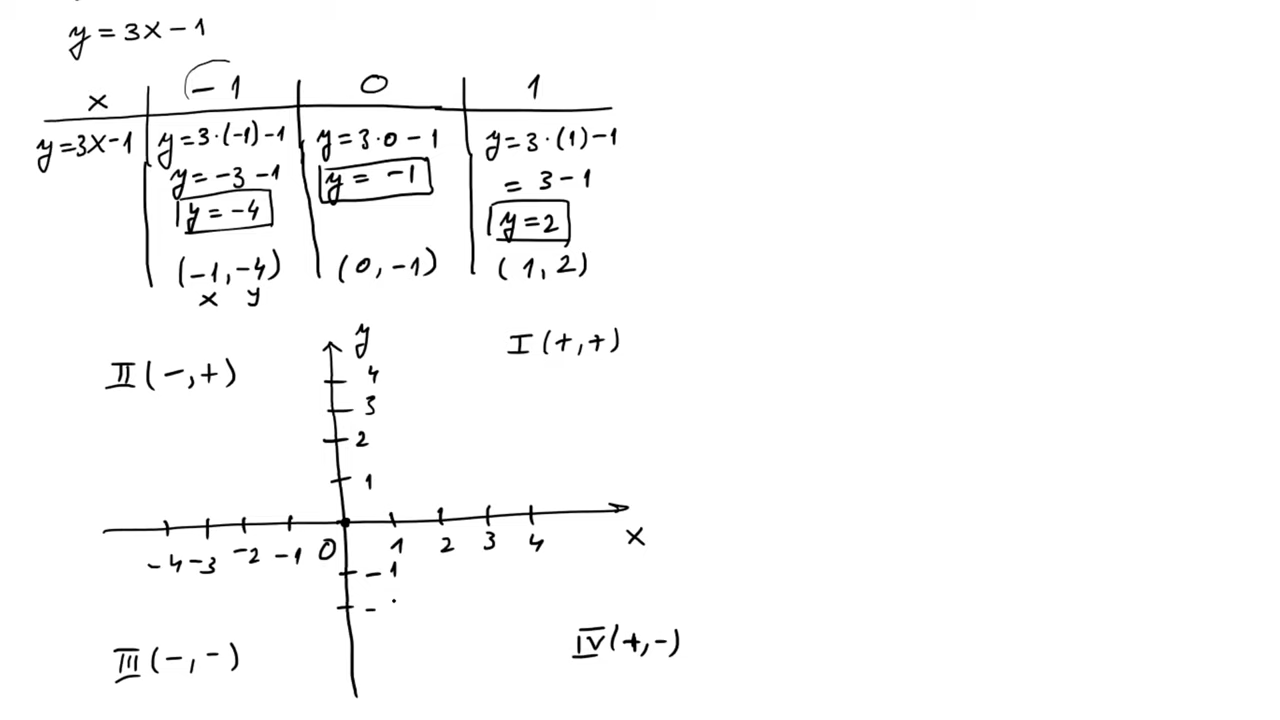 y = 3x - 1
x | -1 | 0 | 1
y=3x-1 | y=3·(-1)-1 | y=3·0-1 | y=3·(1)-1
y=-3-1 | y = -1 | = 3-1
y=-4 | y=2
(-1,-4) | (0,-1) | (1,2)
x y
y
I (+,+)
II (-,+)
4
3
2
1
-4 -3 -2 -1 0 1 2 3 4 x
-1
-
III (-,-)
IV (+,-)